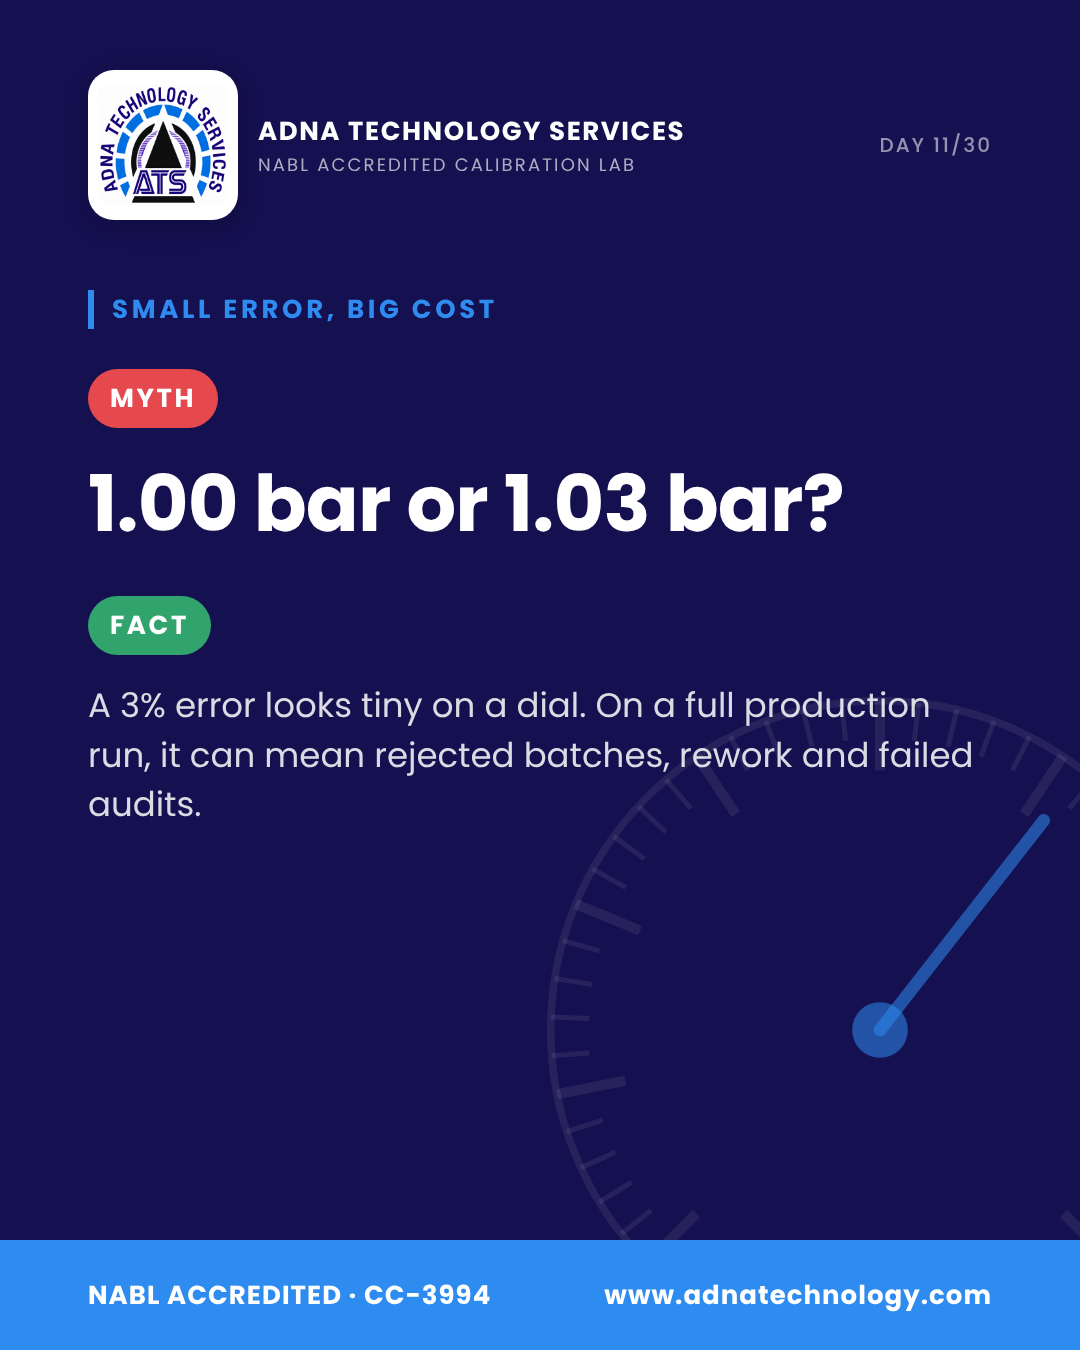 ADNA TECHNOLOGY SERVICES
ATS
ADNA TECHNOLOGY SERVICES
NABL ACCREDITED CALIBRATION LAB
DAY 11/30
SMALL ERROR, BIG COST
MYTH
1.00 bar or 1.03 bar?
FACT
A 3% error looks tiny on a dial. On a full production
run, it can mean rejected batches, rework and failed
audits.
NABL ACCREDITED · CC-3994
www.adnatechnology.com